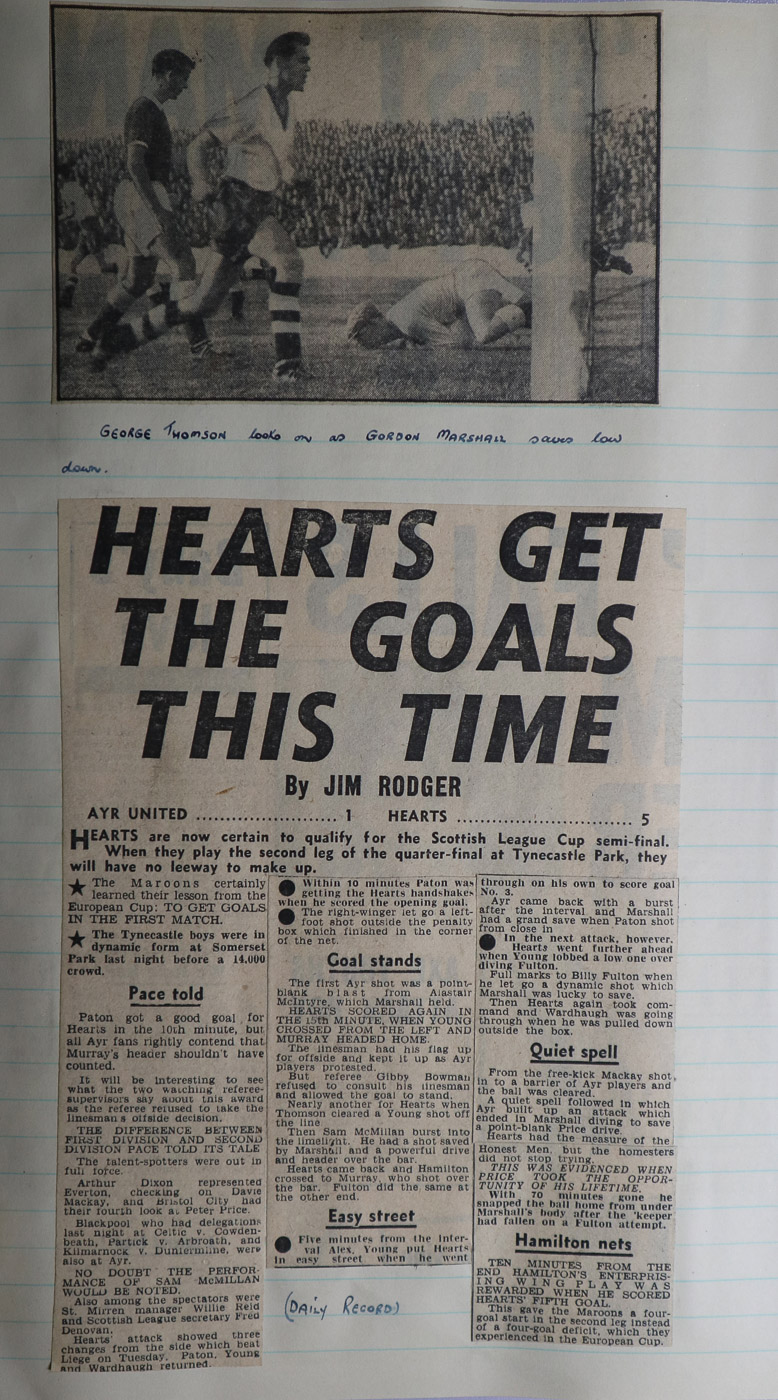 GEORGE THOMSON looks on as GORDON MARSHALL saves low
down.
HEARTS GET
THE GOALS
THIS TIME
By JIM RODGER
AYR UNITED ........................ 1 HEARTS .............................. 5
HEARTS are now certain to qualify for the Scottish League Cup semi-final.
When they play the second leg of the quarter-final at Tynecastle Park, they
will have no leeway to make up.
★ The Maroons certainly
learned their lesson from the
European Cup: TO GET GOALS
IN THE FIRST MATCH.
★ The Tynecastle boys were in
dynamic form at Somerset
Park last night before a 14,000
crowd.
Pace told
Paton got a good goal for
Hearts in the 10th minute, but
all Ayr fans rightly contend that
Murray's header shouldn't have
counted.
It will be interesting to see
what the two watching referee-
supervisors say about this award
as the referee refused to take the
linesman's offside decision.
THE DIFFERENCE BETWEEN
FIRST DIVISION AND SECOND
DIVISION PACE TOLD ITS TALE
The talent-spotters were out in
full force.
Arthur Dixon represented
Everton, checking on Davie
Mackay, and Bristol City had
their fourth look at Peter Price.
Blackpool who had delegations
last night at Celtic v. Cowden-
beath, Partick v. Arbroath, and
Kilmarnock v. Dunfermline, were
also at Ayr.
NO DOUBT THE PERFOR-
MANCE OF SAM McMILLAN
WOULD BE NOTED.
Also among the spectators were
St. Mirren manager Willie Reid
and Scottish League secretary Fred
Denovan.
Hearts' attack showed three
changes from the side which beat
Liege on Tuesday. Paton, Young
and Wardhaugh returned.
● Within 10 minutes Paton was
getting the Hearts handshakes
when he scored the opening goal.
● The right-winger let go a left-
foot shot outside the penalty
box which finished in the corner
of the net.
Goal stands
The first Ayr shot was a point-
blank blast from Alastair
McIntyre, which Marshall held.
HEARTS SCORED AGAIN IN
THE 15th MINUTE, WHEN YOUNG
CROSSED FROM THE LEFT AND
MURRAY HEADED HOME.
The linesman had his flag up
for offside and kept it up as Ayr
players protested.
But referee Gibby Bowman
refused to consult his linesman
and allowed the goal to stand.
Nearly another for Hearts when
Thomson cleared a Young shot off
the line.
Then Sam McMillan burst into
the limelight. He had a shot saved
by Marshall and a powerful drive
and header over the bar.
Hearts came back and Hamilton
crossed to Murray, who shot over
the bar. Fulton did the same at
the other end.
Easy street
● Five minutes from the inter-
val Alex. Young put Hearts
in easy street when he went
(DAILY RECORD)
through on his own to score goal
No. 3.
Ayr came back with a burst
after the interval and Marshall
had a grand save when Paton shot
from close in
● In the next attack, however,
Hearts went further ahead
when Young lobbed a low one over
diving Fulton.
Full marks to Billy Fulton when
he let go a dynamic shot which
Marshall was lucky to save.
Then Hearts again took com-
mand and Wardhaugh was going
through when he was pulled down
outside the box.
Quiet spell
From the free-kick Mackay shot
in to a barrier of Ayr players and
the ball was cleared.
A quiet spell followed in which
Ayr built up an attack which
ended in Marshall diving to save
a point-blank Price drive.
Hearts had the measure of the
Honest Men, but the homesters
did not stop trying.
THIS WAS EVIDENCED WHEN
PRICE TOOK THE OPPOR-
TUNITY OF HIS LIFETIME.
With 70 minutes gone he
snapped the ball home from under
Marshall's body after the 'keeper
had fallen on a Fulton attempt.
Hamilton nets
TEN MINUTES FROM THE
END HAMILTON'S ENTERPRIS-
ING WING PLAY WAS
REWARDED WHEN HE SCORED
HEARTS' FIFTH GOAL.
This gave the Maroons a four-
goal start in the second leg instead
of a four-goal deficit, which they
experienced in the European Cup.